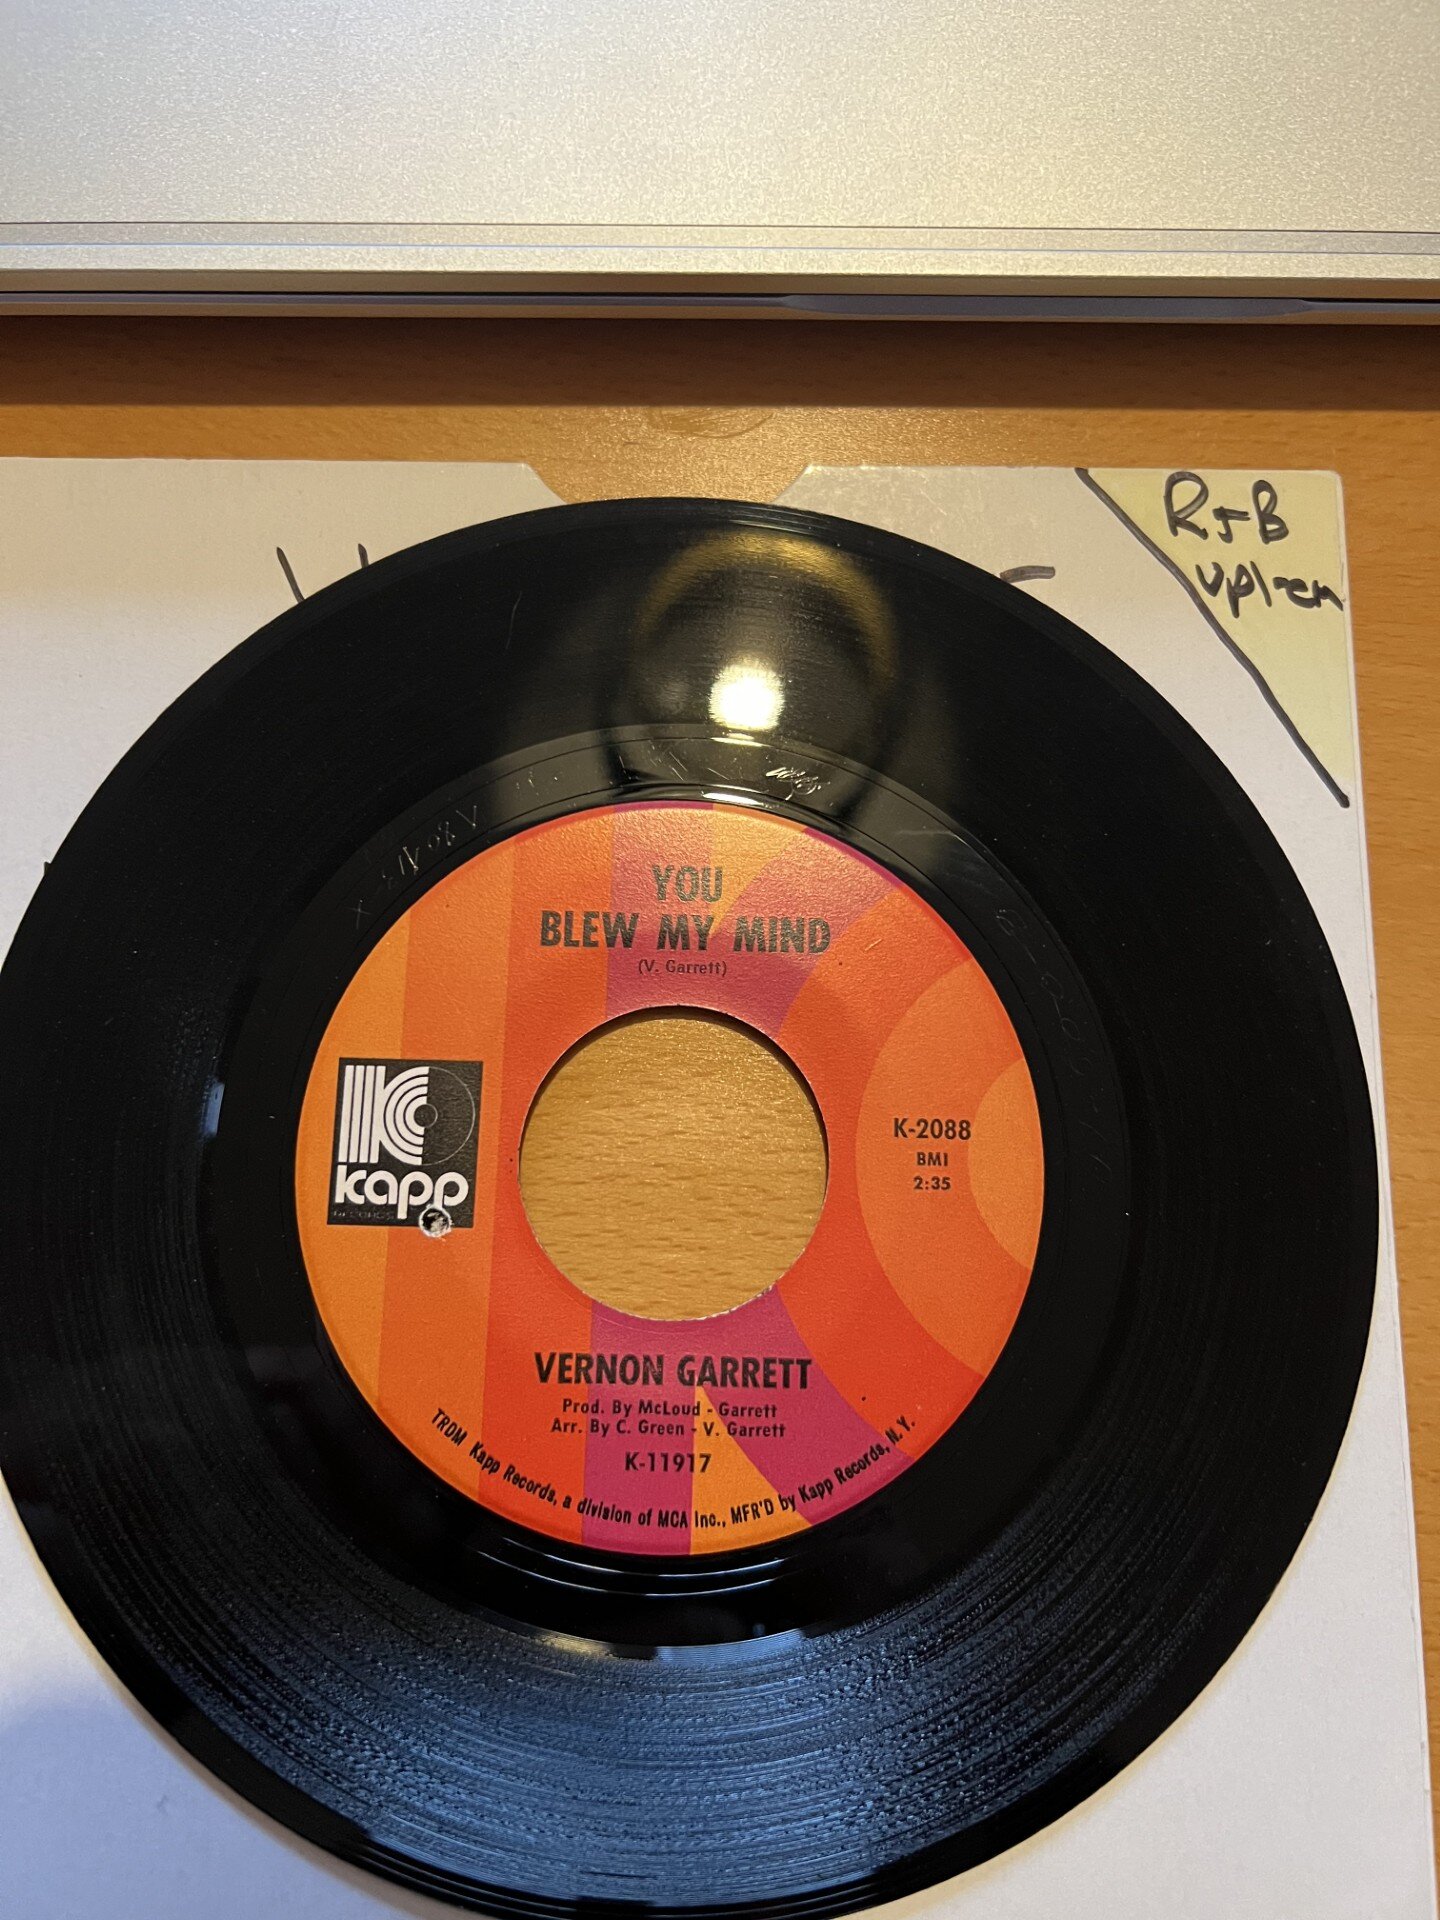 R+B
YOU
BLEW MY MIND
(V. Garrett)
K-2088
BMI
2:35
Kapp
RECORDS
VERNON GARRETT
Prod. By McLoud - Garrett
Arr. By C. Green - V. Garrett
K-11917
TRDM Kapp Records, a division of MCA Inc., MFR'D by Kapp Records, N. Y.